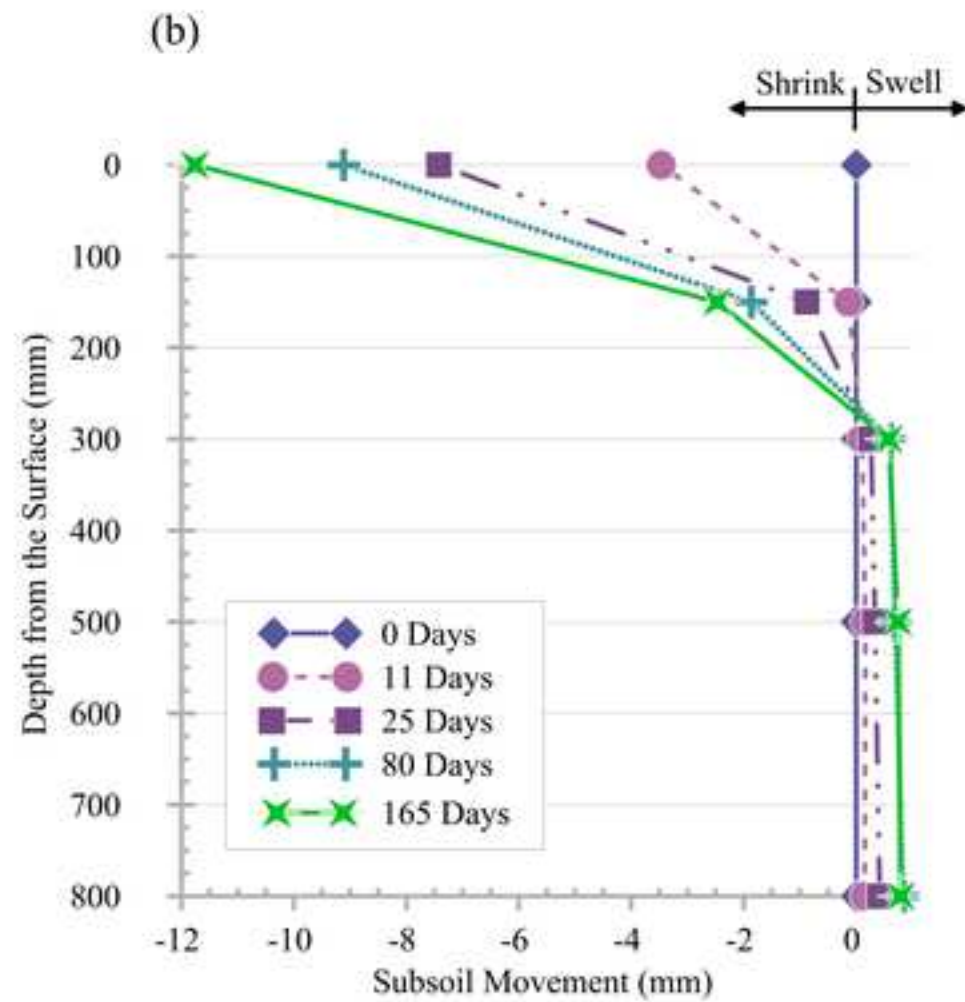 (b)
Shrink Swell
0
100
200
300
400
500
600
700
800
Depth from the Surface (mm)
0 Days
11 Days
25 Days
80 Days
165 Days
-12 -10 -8 -6 -4 -2 0
Subsoil Movement (mm)